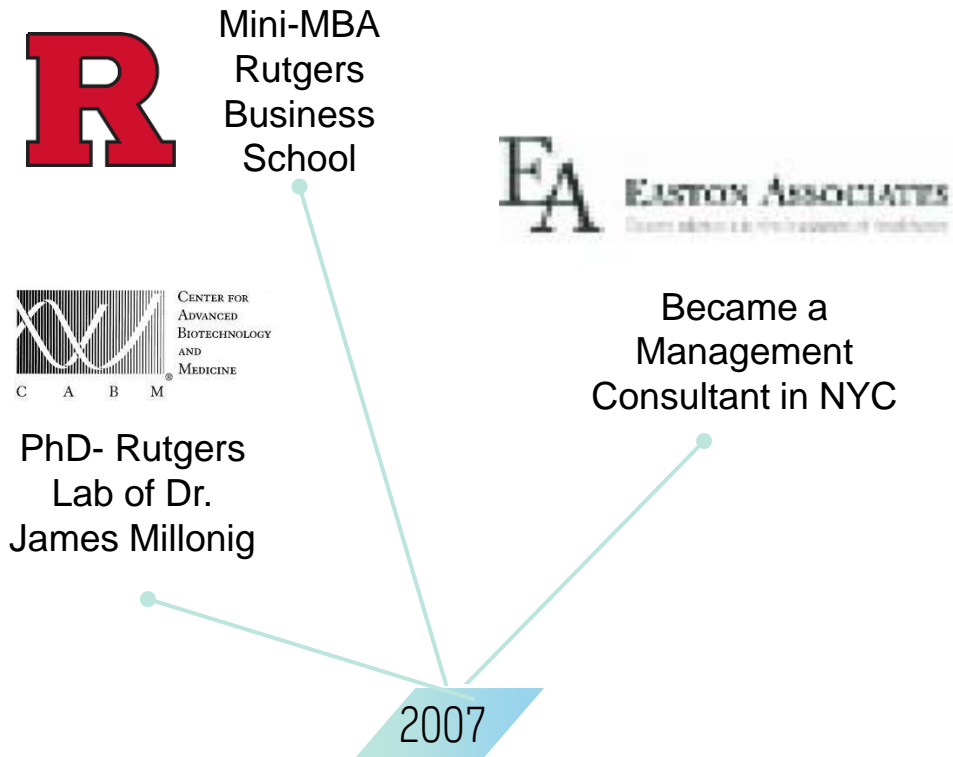 R
Mini-MBA
Rutgers
Business
School
EA EASTON ASSOCIATES
CENTER FOR
ADVANCED
BIOTECHNOLOGY
AND
MEDICINE
®
C A B M
Became a
Management
Consultant in NYC
PhD- Rutgers
Lab of Dr.
James Millonig
2007